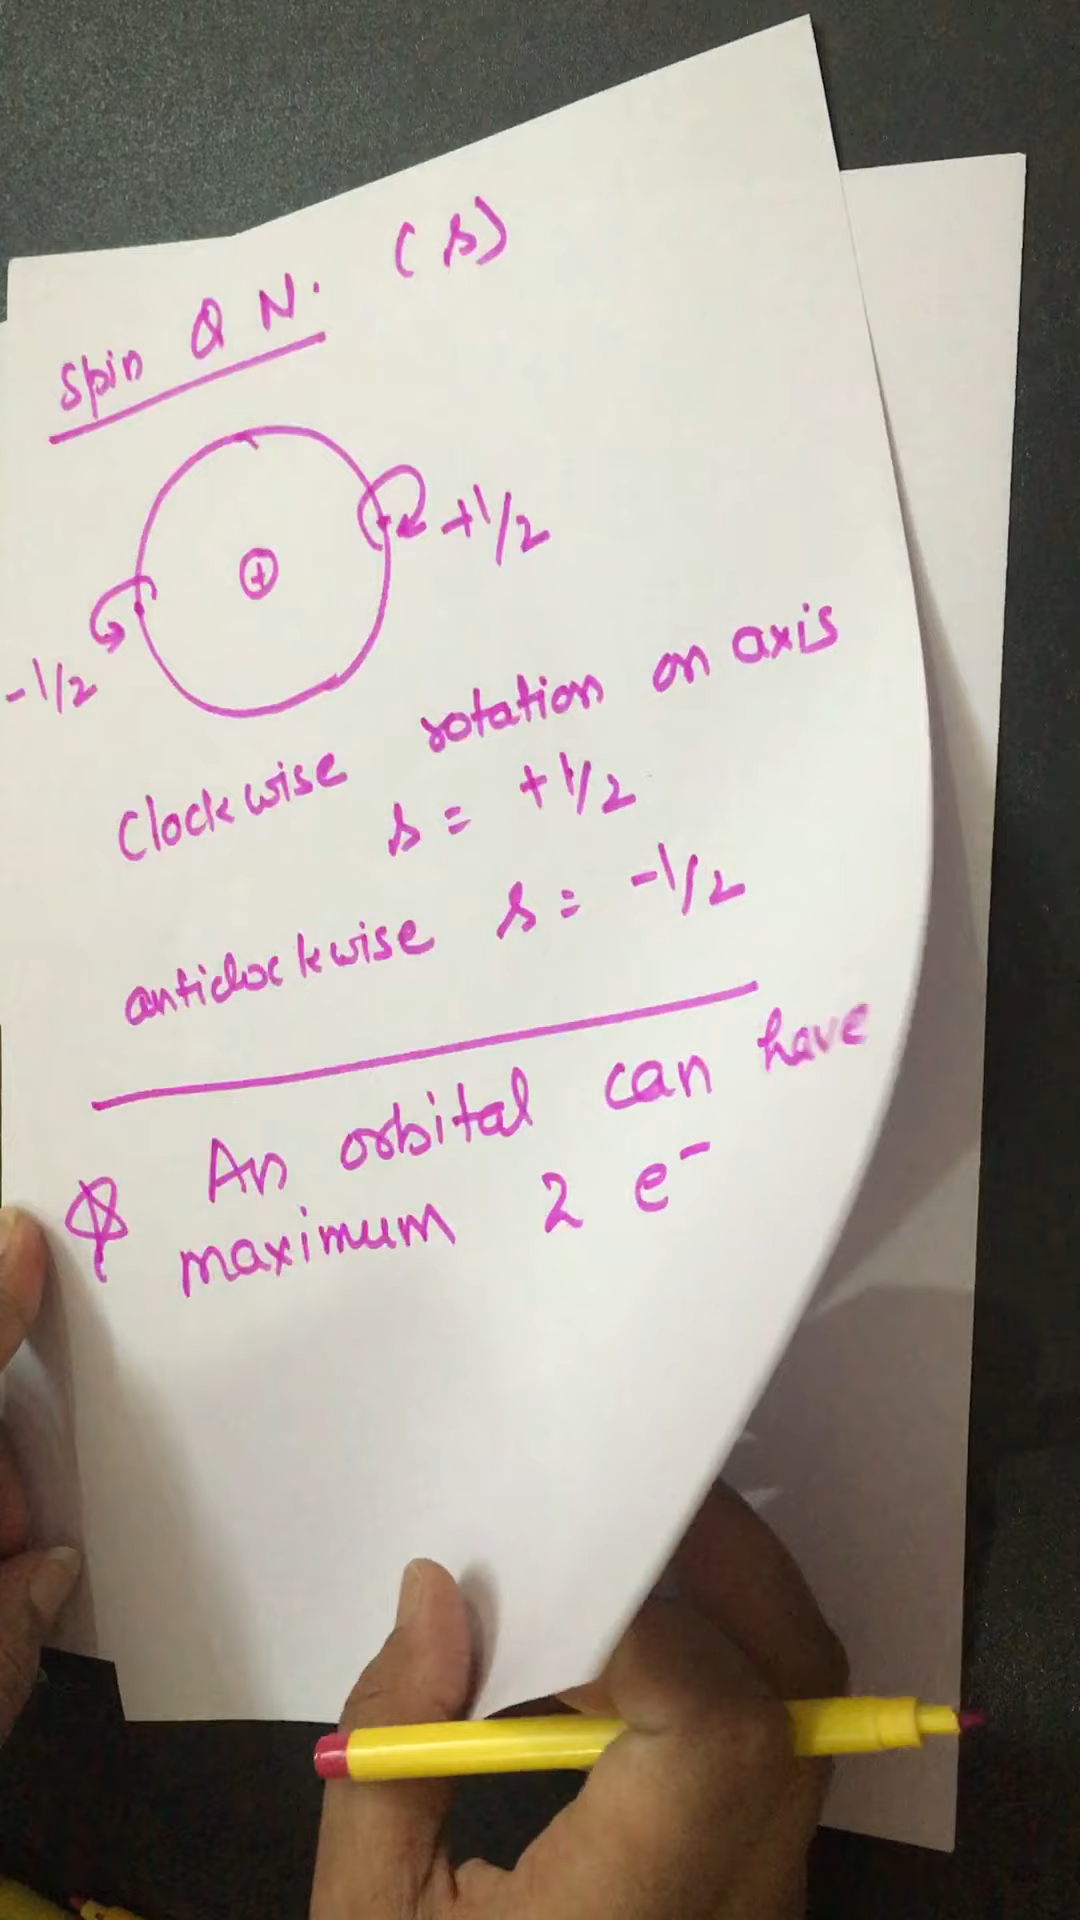 Spin Q N. (s)
+1/2
-1/2
Clockwise rotation on axis
s = +1/2
anticlockwise s = -1/2
An orbital can have
maximum 2 e⁻